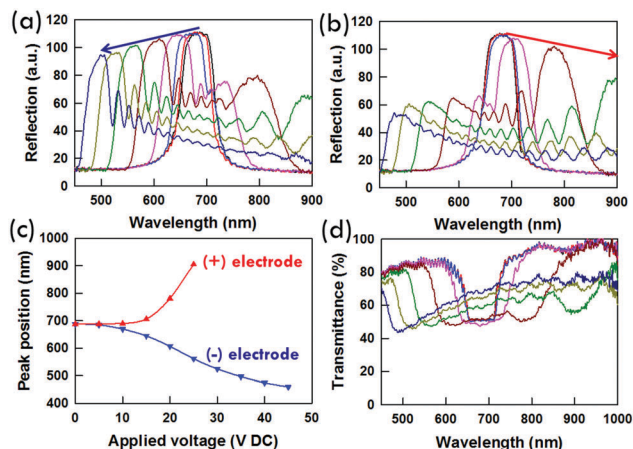 (a)
120
100
80
60
40
20
0
Reflection (a.u.)
500 600 700 800 900
Wavelength (nm)
(b)
120
100
80
60
40
20
0
Reflection (a.u.)
500 600 700 800 900
Wavelength (nm)
(c)
1000
900
800
700
600
500
400
Peak position (nm)
(+) electrode
(-) electrode
0 10 20 30 40 50
Applied voltage (V DC)
(d)
100
80
60
40
20
0
Transmittance (%)
500 600 700 800 900 1000
Wavelength (nm)